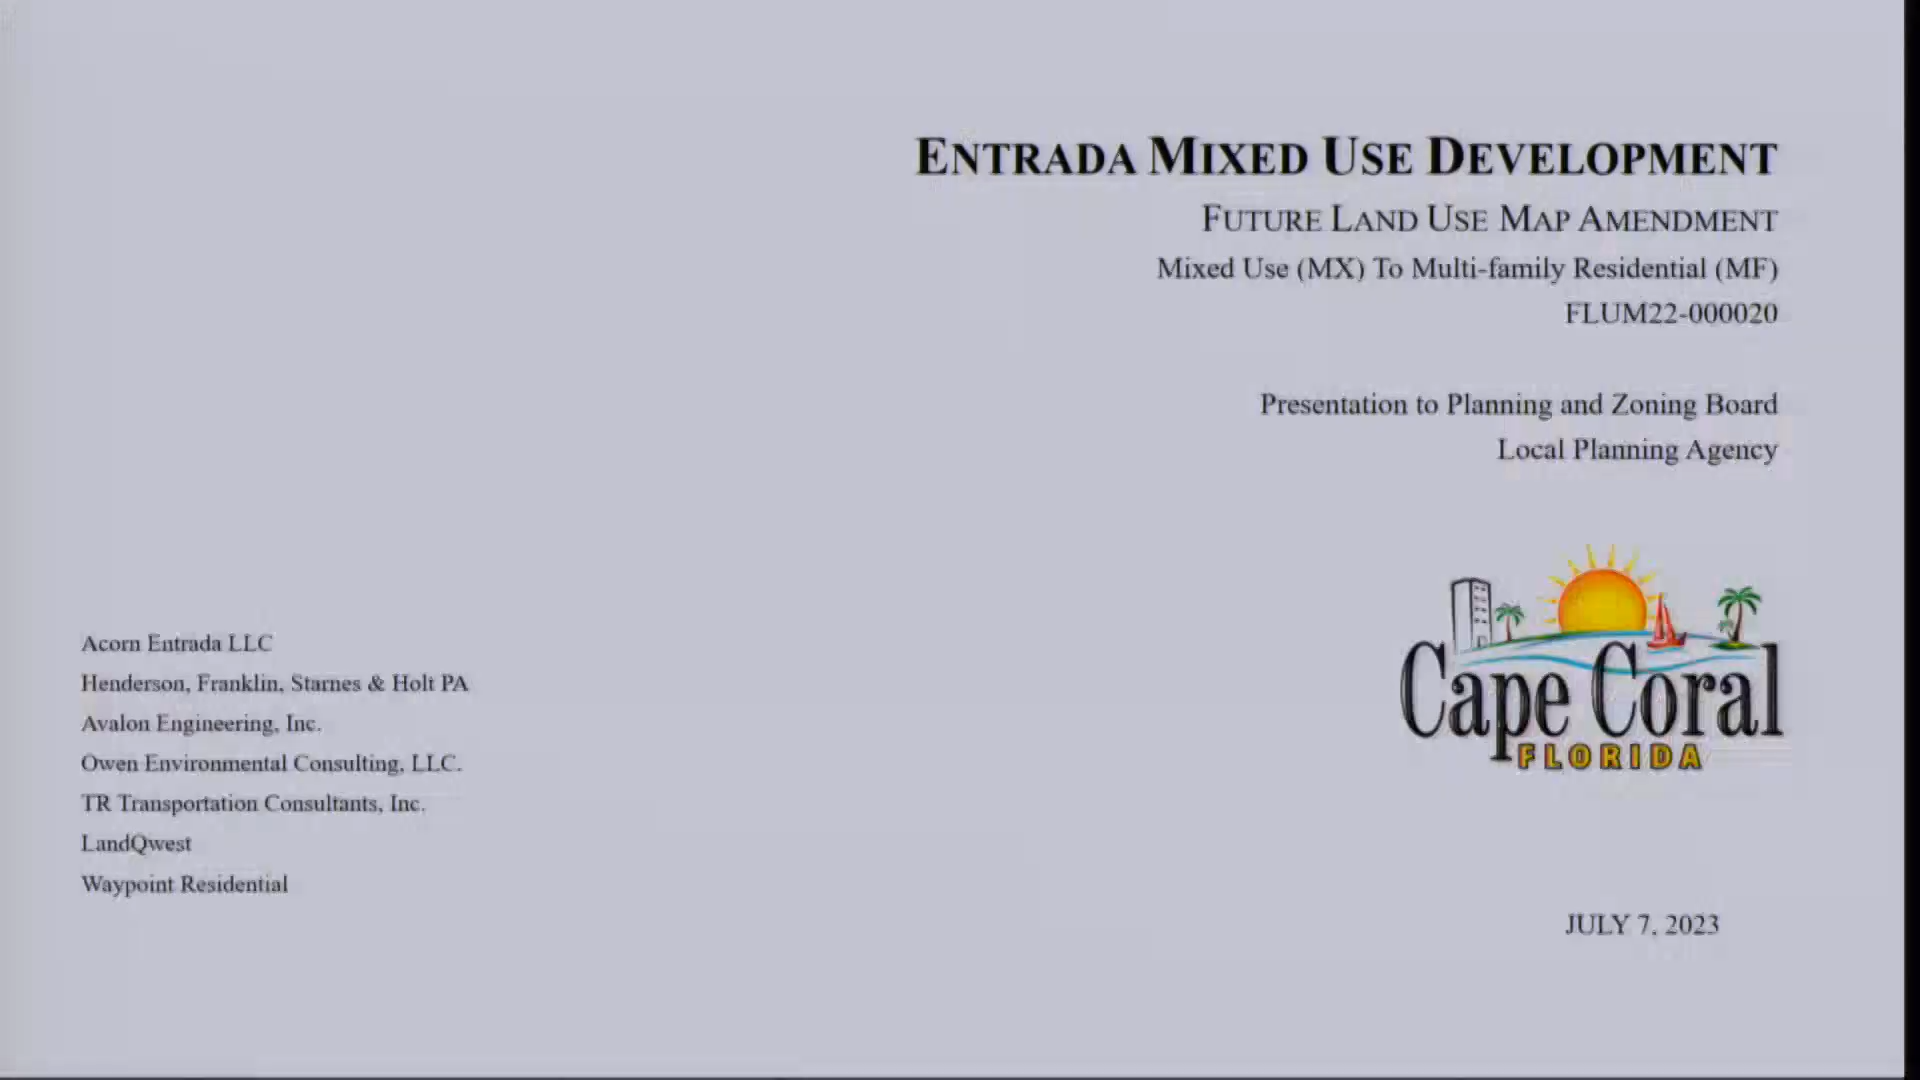 ENTRADA MIXED USE DEVELOPMENT
FUTURE LAND USE MAP AMENDMENT
Mixed Use (MX) To Multi-family Residential (MF)
FLUM22-000020
Presentation to Planning and Zoning Board
Local Planning Agency
Cape Coral
FLORIDA
Acorn Entrada LLC
Henderson, Franklin, Starnes & Holt PA
Avalon Engineering, Inc.
Owen Environmental Consulting, LLC.
TR Transportation Consultants, Inc.
LandQwest
Waypoint Residential
JULY 7, 2023